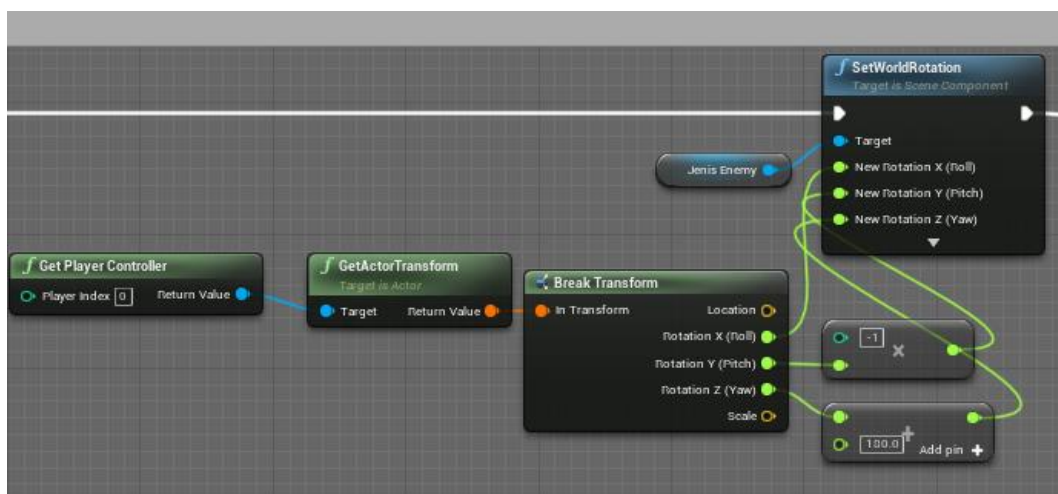 SetWorldRotation
Target is Scene Component
Target
Jenis Enemy
New Rotation X (Roll)
New Rotation Y (Pitch)
New Rotation Z (Yaw)
Get Player Controller
Player Index 0
Return Value
GetActorTransform
Target is Actor
Target
Return Value
Break Transform
In Transform
Location
Rotation X (Roll)
Rotation Y (Pitch)
Rotation Z (Yaw)
Scale
-1
×
180.0
+
Add pin +